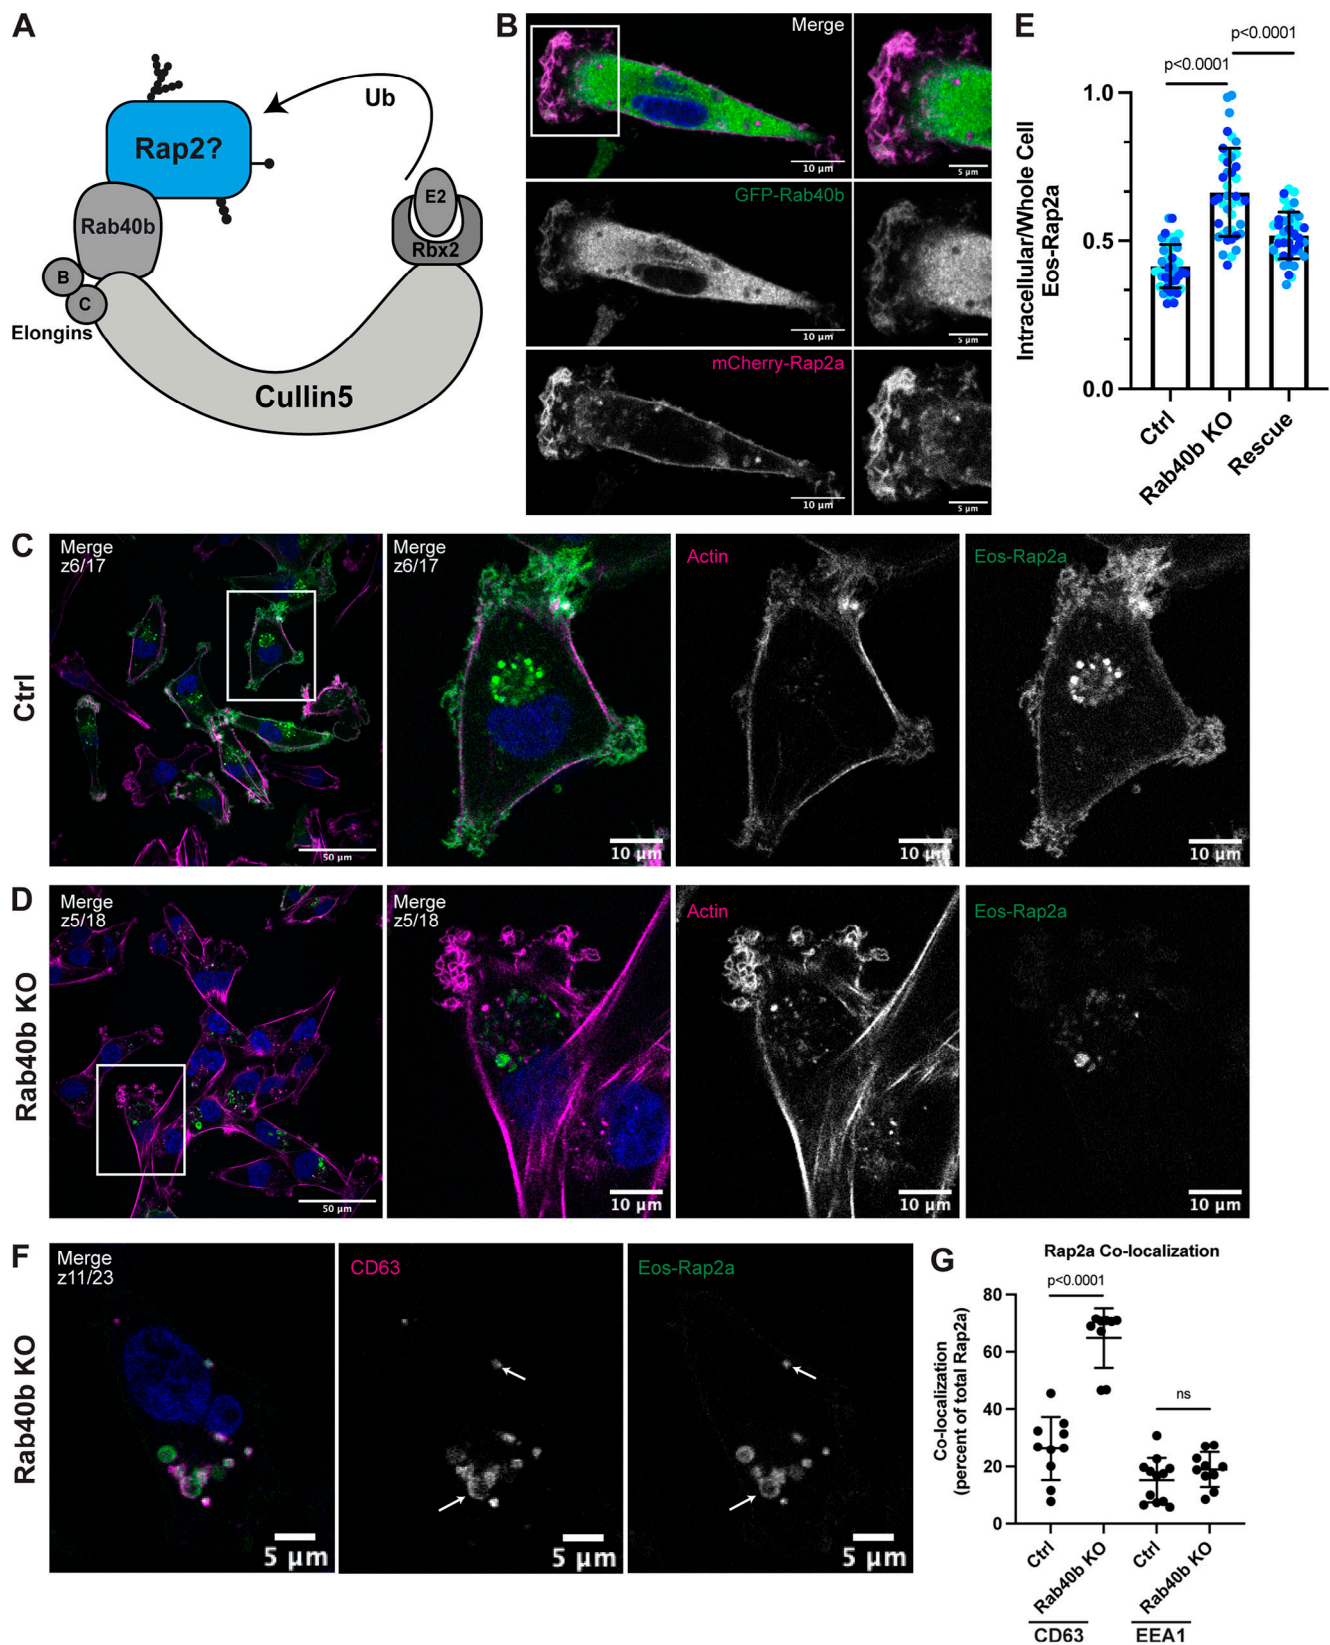 A
Rap2?
Ub
Rab40b
E2
Rbx2
B
C
Elongins
Cullin5
B
Merge
10 µm
5 µm
GFP-Rab40b
10 µm
5 µm
mCherry-Rap2a
10 µm
5 µm
E
p<0.0001
p<0.0001
Intracellular/Whole Cell
Eos-Rap2a
1.0
0.5
0.0
Ctrl
Rab40b KO
Rescue
C
Ctrl
Merge
z6/17
50 µm
Merge
z6/17
10 µm
Actin
10 µm
Eos-Rap2a
10 µm
D
Rab40b KO
Merge
z5/18
50 µm
Merge
z5/18
10 µm
Actin
10 µm
Eos-Rap2a
10 µm
F
Rab40b KO
Merge
z11/23
5 µm
CD63
5 µm
Eos-Rap2a
5 µm
G
Rap2a Co-localization
p<0.0001
ns
Co-localization
(percent of total Rap2a)
80
60
40
20
0
Ctrl
Rab40b KO
Ctrl
Rab40b KO
CD63
EEA1